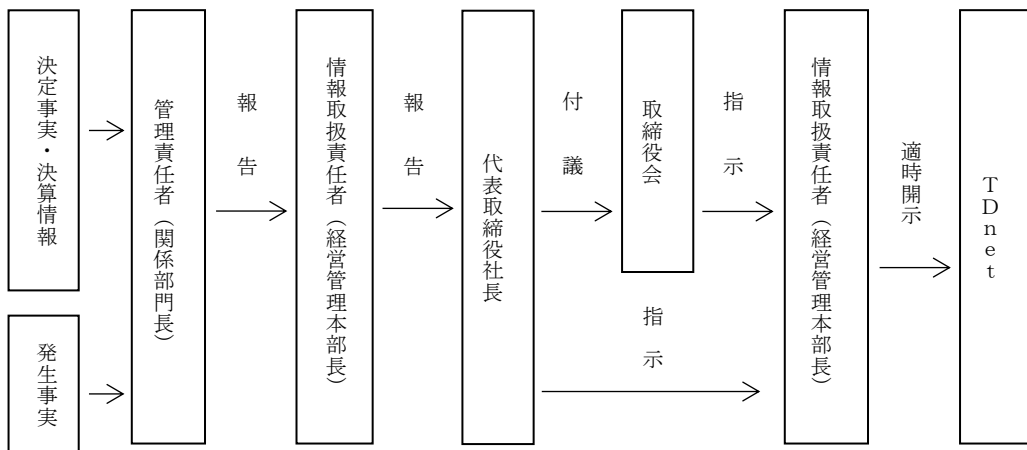 決定事実・決算情報
発生事実
管理責任者（関係部門長）
報告
情報取扱責任者（経営管理本部長）
報告
代表取締役社長
付議
取締役会
指示
指示
情報取扱責任者（経営管理本部長）
適時開示
TDnet